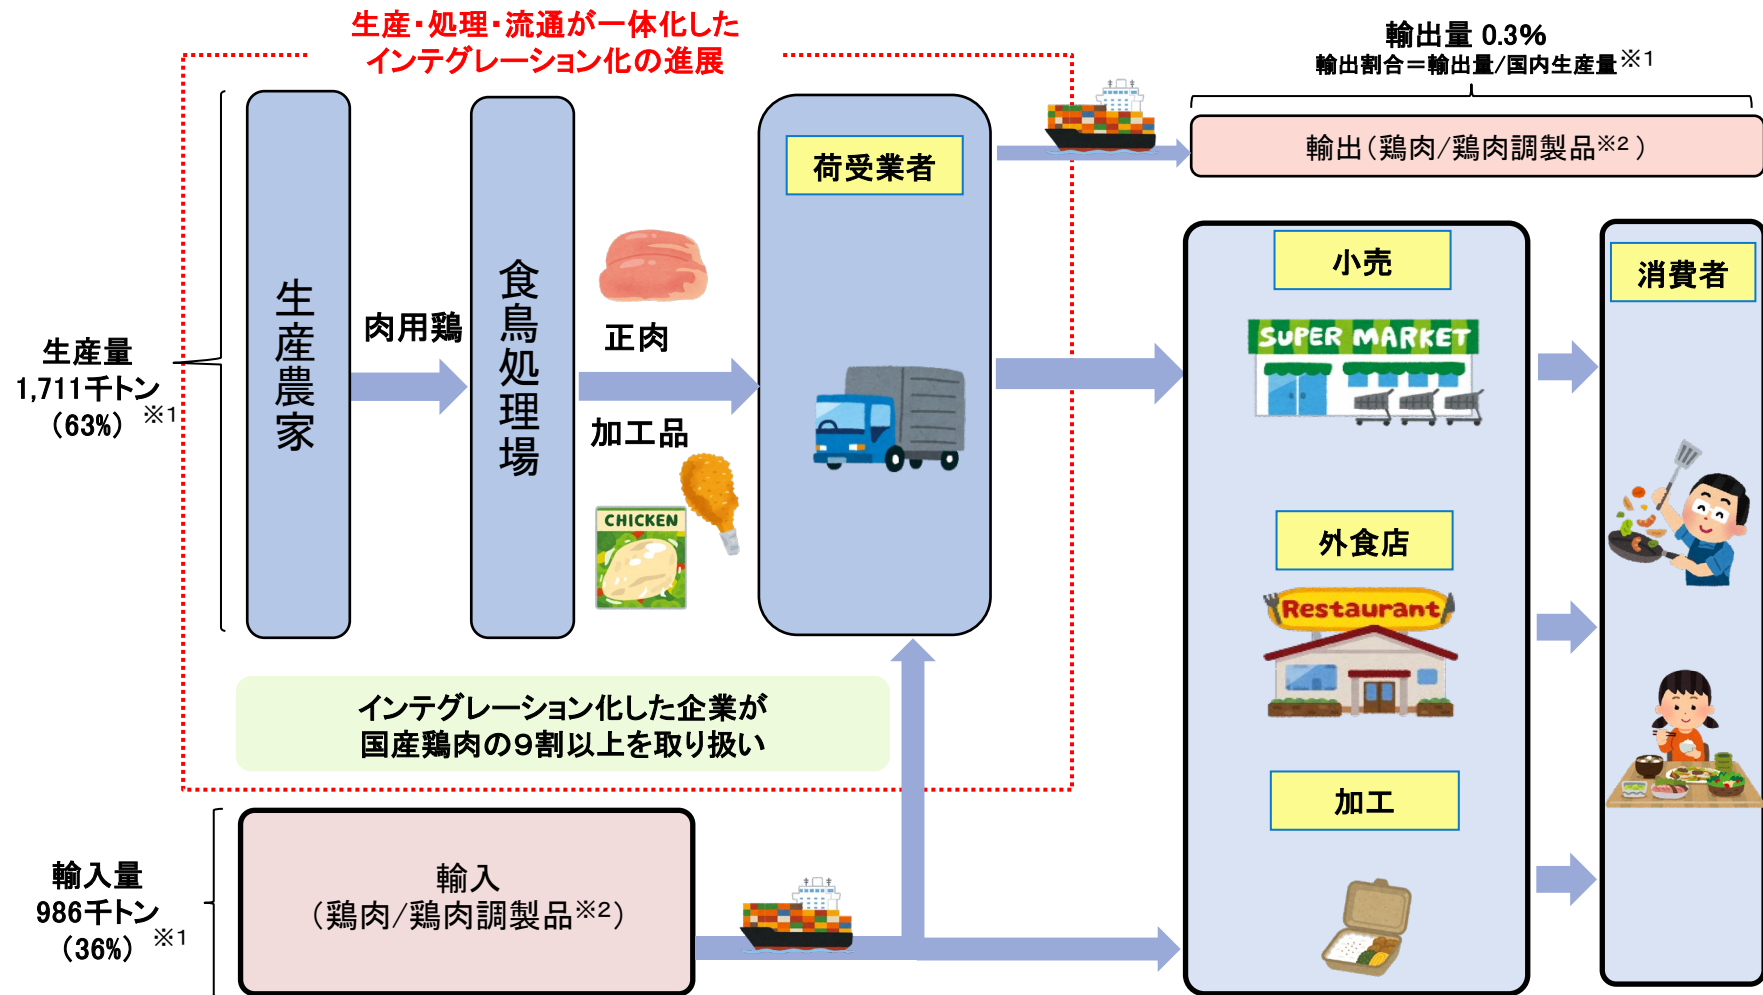 生産・処理・流通が一体化した
インテグレーション化の進展
輸出量 0.3%
輸出割合＝輸出量/国内生産量※1
輸出（鶏肉/鶏肉調製品※2）
生産量
1,711千トン
（63%）※1
生産農家
肉用鶏
食鳥処理場
正肉
加工品
CHICKEN
荷受業者
小売
SUPER MARKET
外食店
Restaurant
加工
消費者
インテグレーション化した企業が
国産鶏肉の９割以上を取り扱い
輸入量
986千トン
（36%）※1
輸入
（鶏肉/鶏肉調製品※2）